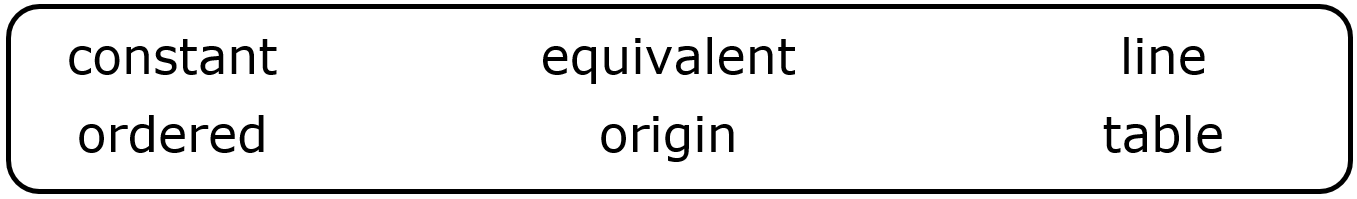 constant equivalent line
ordered origin table